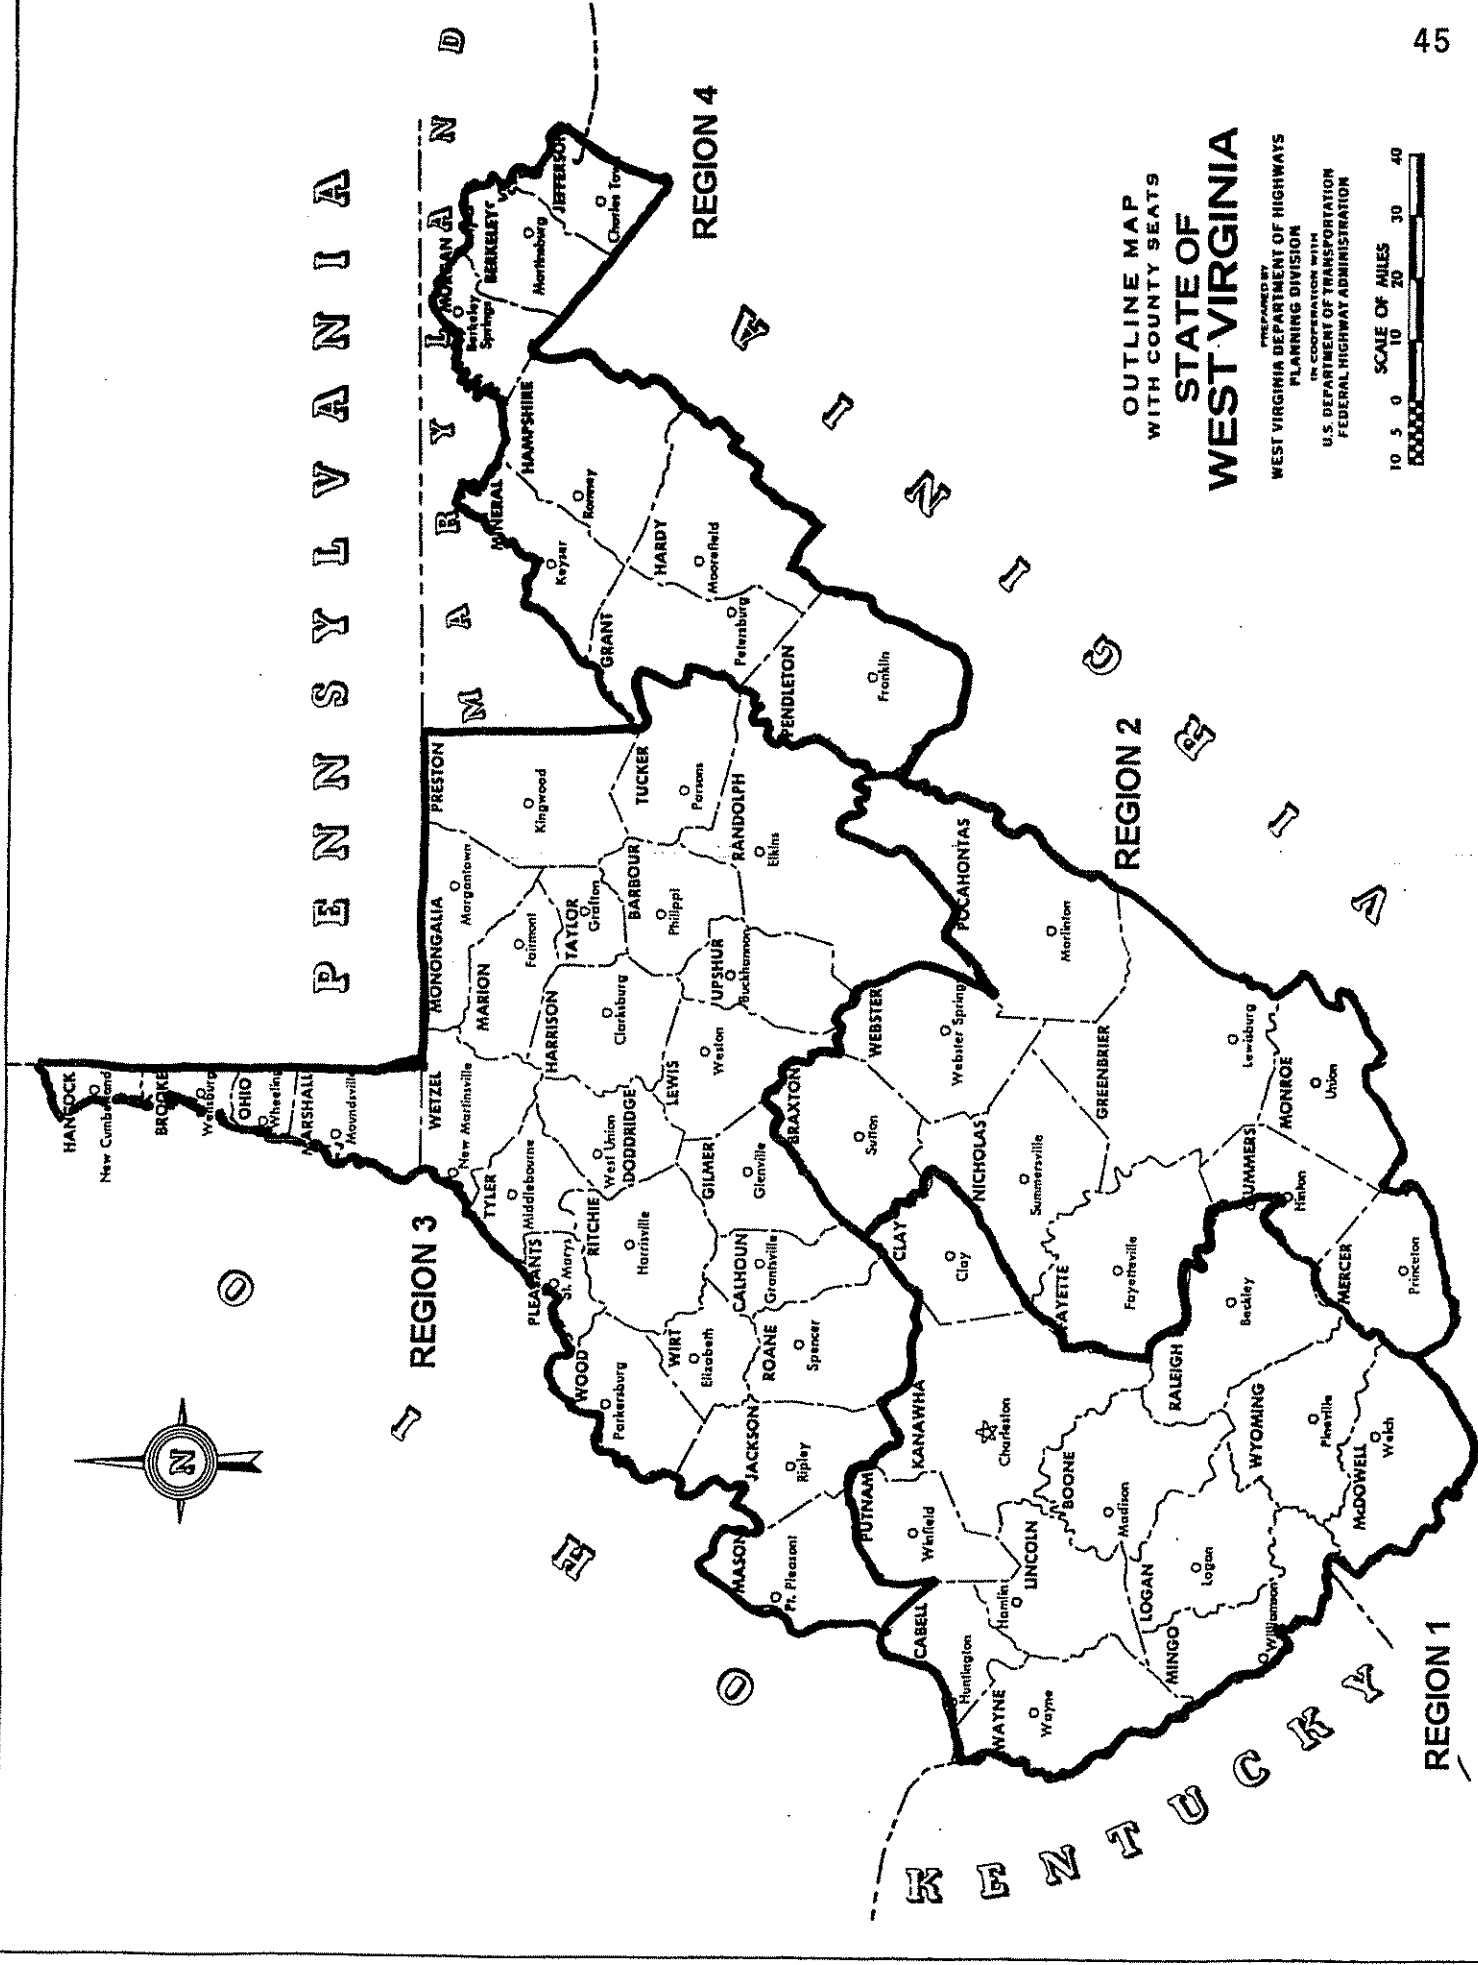 45
PENNSYLVANIA
MARYLAND
OHIO
VIRGINIA
KENTUCKY
N
REGION 3
REGION 4
REGION 2
REGION 1
HANCOCK
New Cumberland
BROOKE
Wellsburg
OHIO
Wheeling
MARSHALL
Moundsville
WETZEL
New Martinsville
MONONGALIA
Morgantown
PRESTON
Kingwood
MARION
Fairmont
TYLER
Middlebourne
PLEASANTS
St. Marys
RITCHIE
Harrisville
DODDRIDGE
West Union
HARRISON
Clarksburg
TAYLOR
Grafton
BARBOUR
Philippi
TUCKER
Parsons
RANDOLPH
Elkins
UPSHUR
Buckhannon
LEWIS
Weston
GILMER
Glenville
CALHOUN
Grantsville
WIRT
Elizabeth
WOOD
Parkersburg
ROANE
Spencer
JACKSON
Ripley
MASON
Pt. Pleasant
MORGAN
Berkeley
Springs
BERKELEY
Martinsburg
JEFFERSON
Charles Town
HAMPSHIRE
Romney
MINERAL
Keyser
GRANT
Petersburg
HARDY
Moorefield
PENDLETON
Franklin
BRAXTON
Sutton
WEBSTER
Webster Springs
POCAHONTAS
Marlinton
NICHOLAS
Summersville
GREENBRIER
Lewisburg
FAYETTE
Fayetteville
SUMMERS
Hinton
MONROE
Union
MERCER
Princeton
CLAY
Clay
KANAWHA
Charleston
PUTNAM
Winfield
CABELL
Huntington
WAYNE
Wayne
LINCOLN
Hamlin
BOONE
Madison
LOGAN
Logan
MINGO
Williamson
RALEIGH
Beckley
WYOMING
Pineville
McDOWELL
Welch
OUTLINE MAP
WITH COUNTY SEATS
STATE OF
WEST VIRGINIA
PREPARED BY
WEST VIRGINIA DEPARTMENT OF HIGHWAYS
PLANNING DIVISION
IN COOPERATION WITH
U.S. DEPARTMENT OF TRANSPORTATION
FEDERAL HIGHWAY ADMINISTRATION
SCALE OF MILES
10 5 0 10 20 30 40